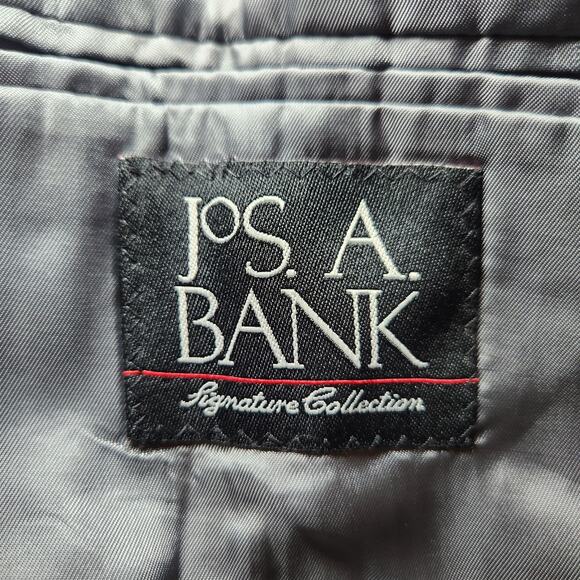 JoS. A.
BANK
Signature Collection